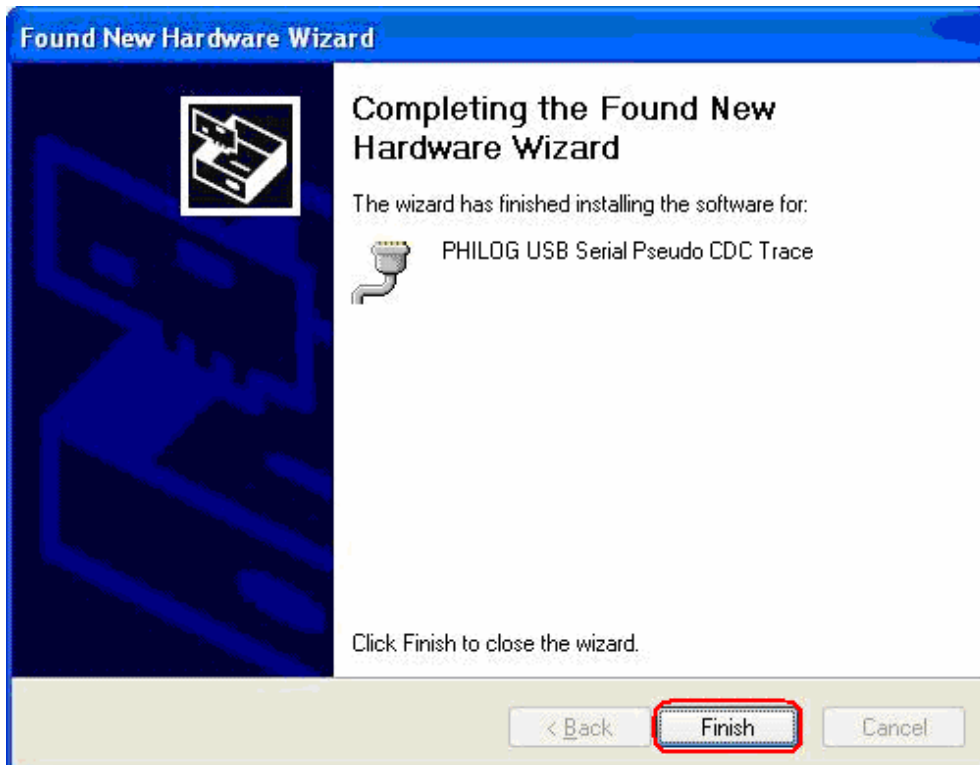 Found New Hardware Wizard
Completing the Found New
Hardware Wizard
The wizard has finished installing the software for:
PHILOG USB Serial Pseudo CDC Trace
Click Finish to close the wizard.
< Back
Finish
Cancel